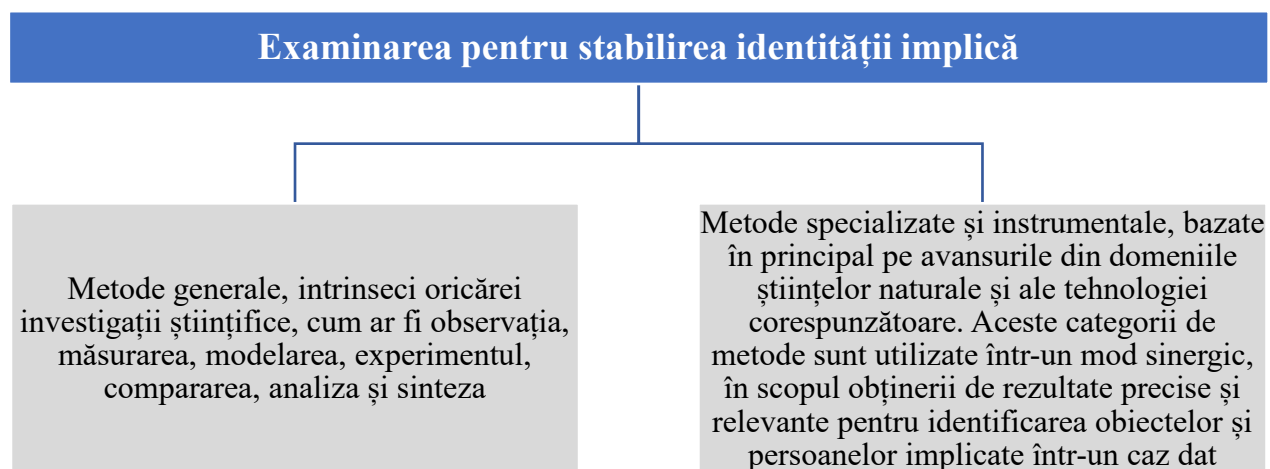 Examinarea pentru stabilirea identității implică
Metode generale, intrinseci oricărei
investigații științifice, cum ar fi observația,
măsurarea, modelarea, experimentul,
compararea, analiza și sinteza
Metode specializate și instrumentale, bazate
în principal pe avansurile din domeniile
științelor naturale și ale tehnologiei
corespunzătoare. Aceste categorii de
metode sunt utilizate într-un mod sinergic,
în scopul obținerii de rezultate precise și
relevante pentru identificarea obiectelor și
persoanelor implicate într-un caz dat